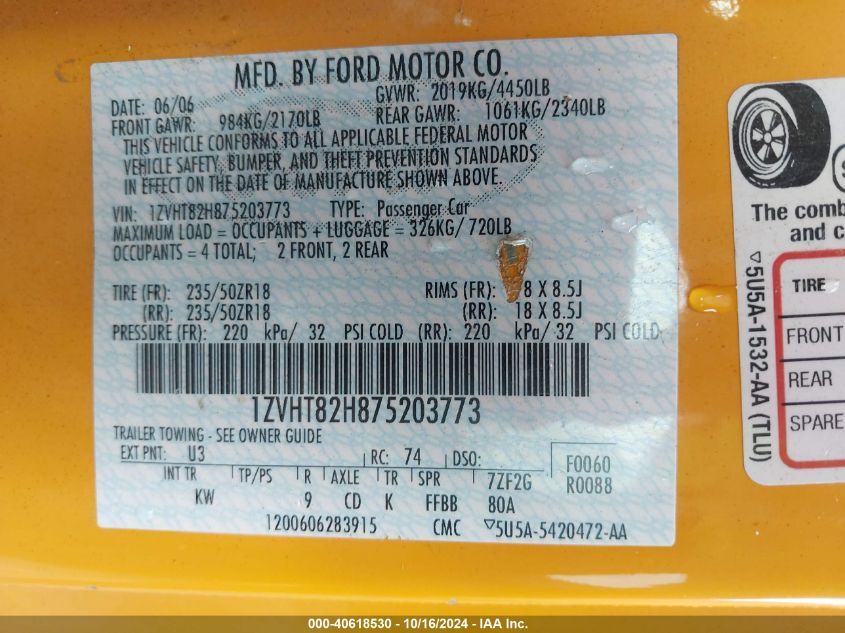 MFD. BY FORD MOTOR CO.
DATE: 06/06
GVWR: 2019KG/4450LB
FRONT GAWR: 984KG/2170LB
REAR GAWR: 1061KG/2340LB
THIS VEHICLE CONFORMS TO ALL APPLICABLE FEDERAL MOTOR
VEHICLE SAFETY, BUMPER, AND THEFT PREVENTION STANDARDS
IN EFFECT ON THE DATE OF MANUFACTURE SHOWN ABOVE.
VIN: 1ZVHT82H875203773 TYPE: Passenger Car
MAXIMUM LOAD = OCCUPANTS + LUGGAGE = 326KG/720LB
OCCUPANTS = 4 TOTAL; 2 FRONT, 2 REAR
TIRE (FR): 235/50ZR18 RIMS (FR): 8 X 8.5J
(RR): 235/50ZR18 (RR): 18 X 8.5J
PRESSURE (FR): 220 kPa/ 32 PSI COLD (RR): 220 kPa/ 32 PSI COLD
1ZVHT82H875203773
TRAILER TOWING - SEE OWNER GUIDE
EXT PNT: U3 RC: 74 DSO: F0060
INT TR TP/PS R AXLE TR SPR 7ZF2G R0088
KW 9 CD K FFBB 80A
1200606283915 CMC ▽5U5A-5420472-AA
The comb
and c
▽5U5A-1532-AA (TLU)
TIRE
FRONT
REAR
SPARE
000-40618530 - 10/16/2024 - IAA Inc.